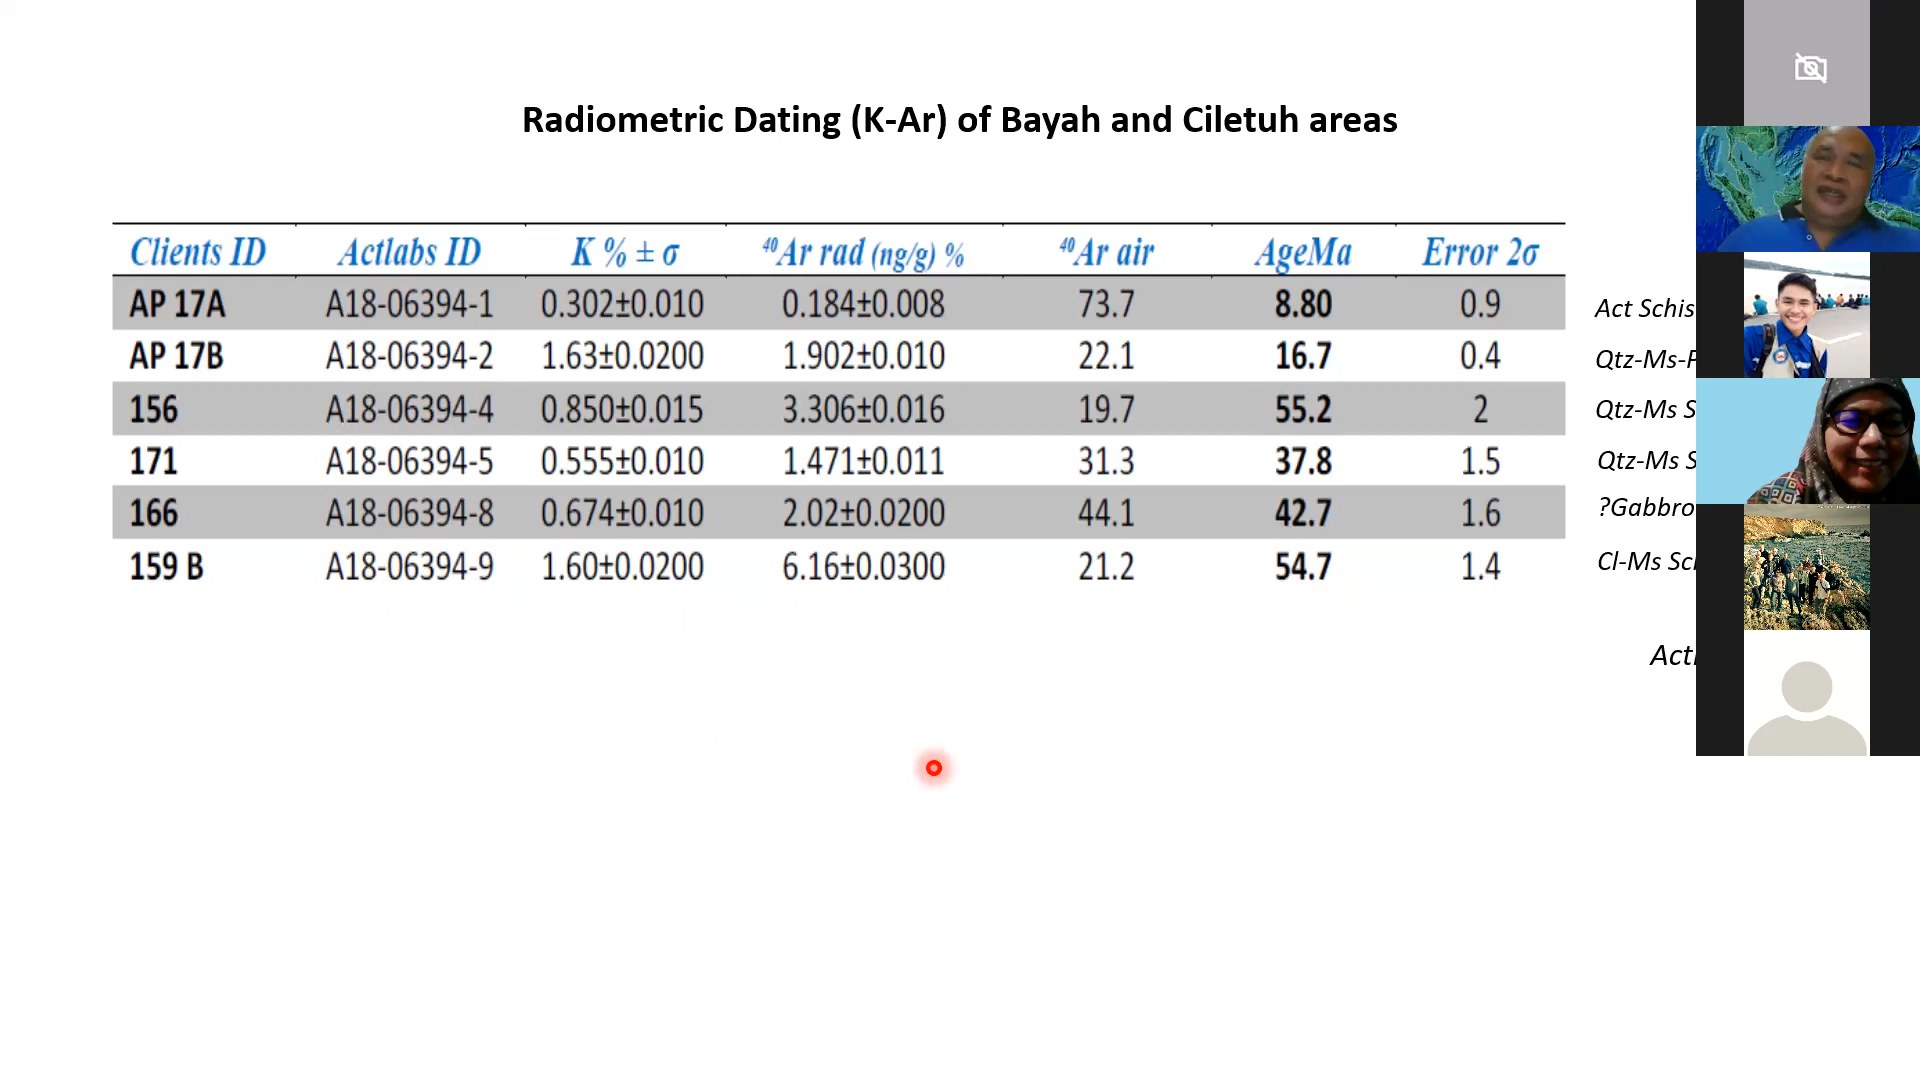 Radiometric Dating (K-Ar) of Bayah and Ciletuh areas
Clients ID Actlabs ID K % ± σ ⁴⁰Ar rad (ng/g) % ⁴⁰Ar air AgeMa Error 2σ
AP 17A A18-06394-1 0.302±0.010 0.184±0.008 73.7 8.80 0.9 Act
AP 17B A18-06394-2 1.63±0.0200 1.902±0.010 22.1 16.7 0.4 Qtz-Ms-
156 A18-06394-4 0.850±0.015 3.306±0.016 19.7 55.2 2 Qtz-Ms S
171 A18-06394-5 0.555±0.010 1.471±0.011 31.3 37.8 1.5 Qtz-Ms S
166 A18-06394-8 0.674±0.010 2.02±0.0200 44.1 42.7 1.6 ?Gabbro
159 B A18-06394-9 1.60±0.0200 6.16±0.0300 21.2 54.7 1.4 Cl-Ms